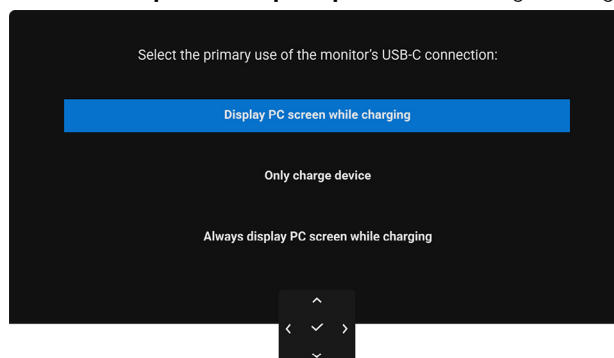 Select the primary use of the monitor's USB-C connection:
Display PC screen while charging
Only charge device
Always display PC screen while charging